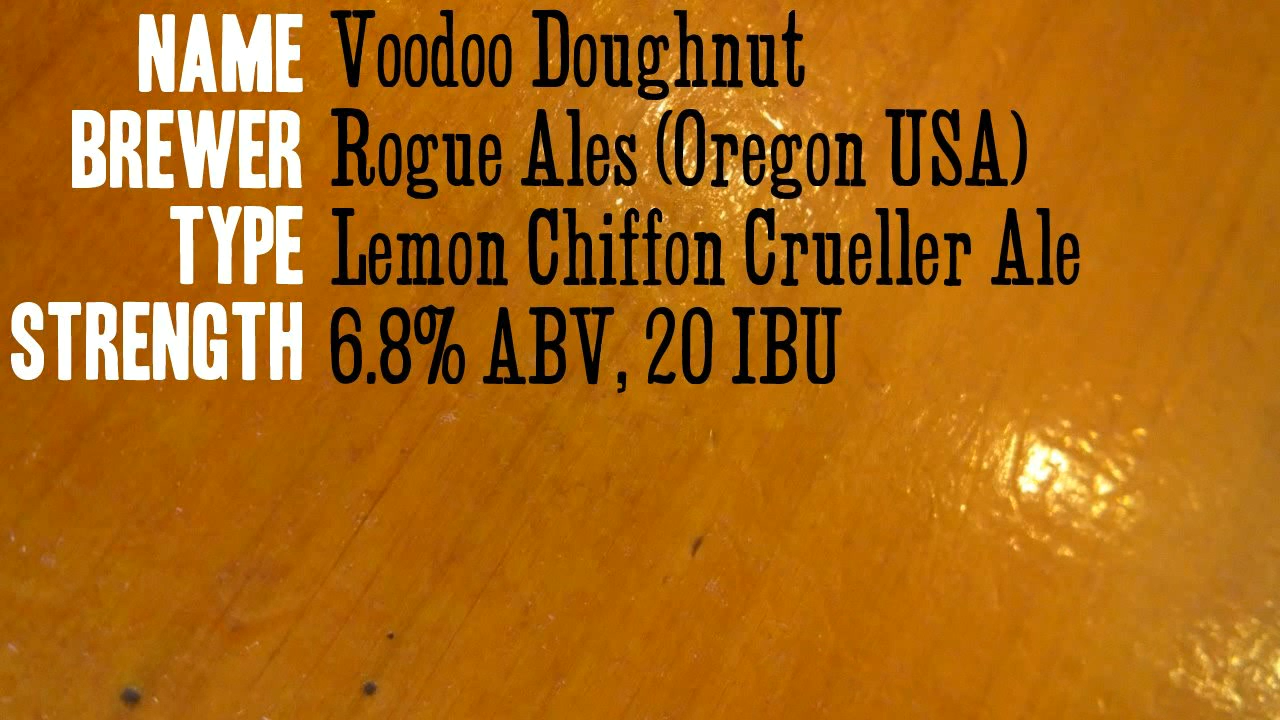 NAME Voodoo Doughnut
BREWER Rogue Ales (Oregon USA)
TYPE Lemon Chiffon Crueller Ale
STRENGTH 6.8% ABV, 20 IBU